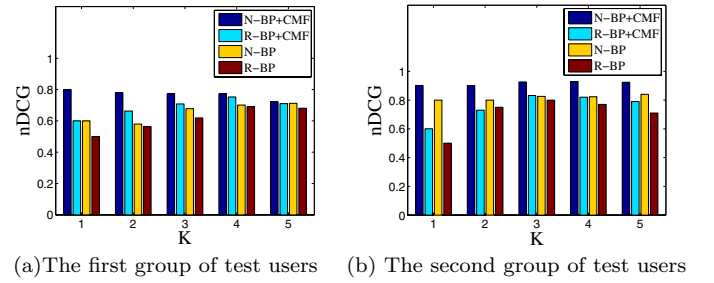 N-BP+CMF
R-BP+CMF
N-BP
R-BP
nDCG
1
0.8
0.6
0.4
0.2
0
1 2 3 4 5
K
(a)The first group of test users
N-BP+CMF
R-BP+CMF
N-BP
R-BP
nDCG
1
0.8
0.6
0.4
0.2
0
1 2 3 4 5
K
(b) The second group of test users